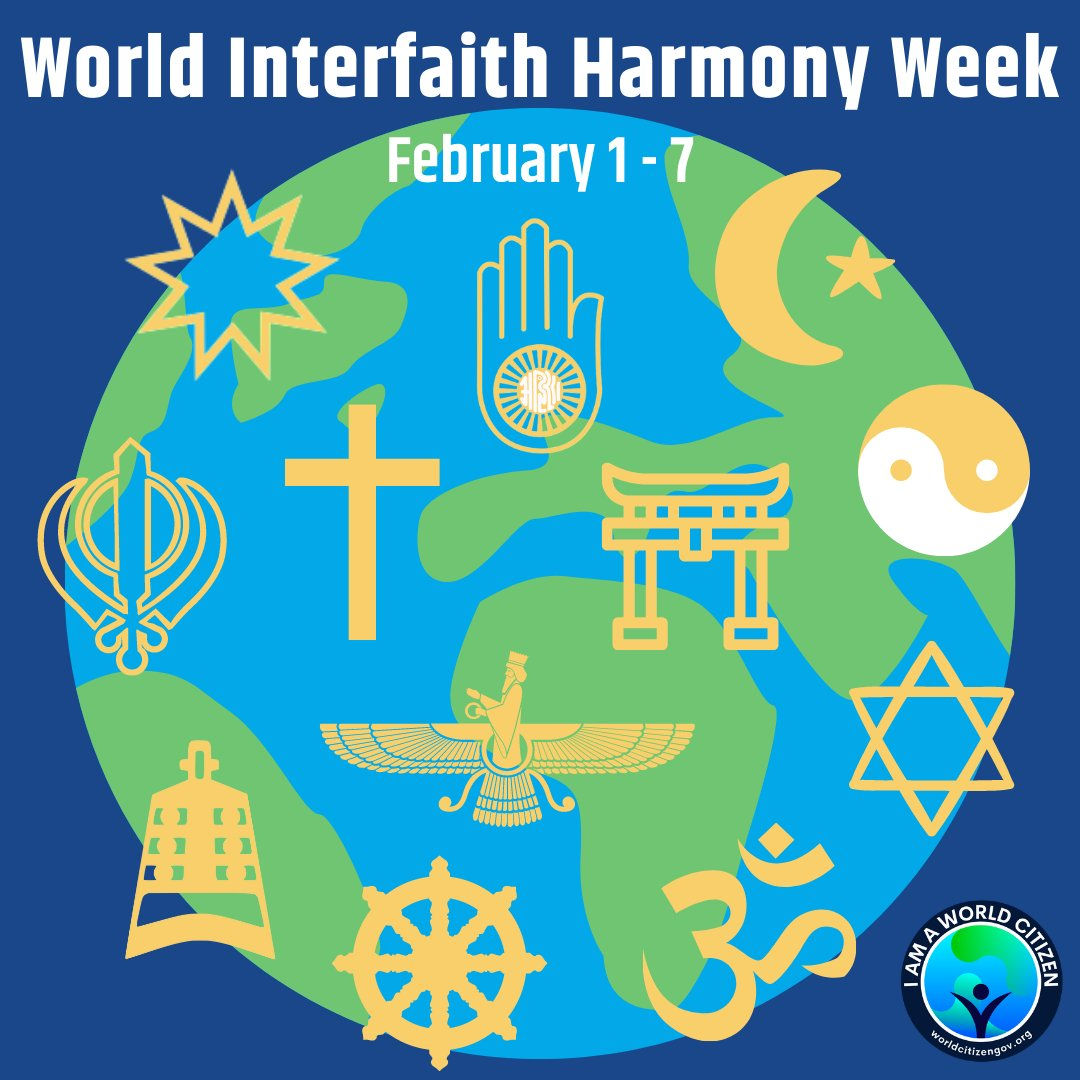 World Interfaith Harmony Week
February 1 - 7
ॐ
I AM A WORLD CITIZEN
worldcitizengov.org